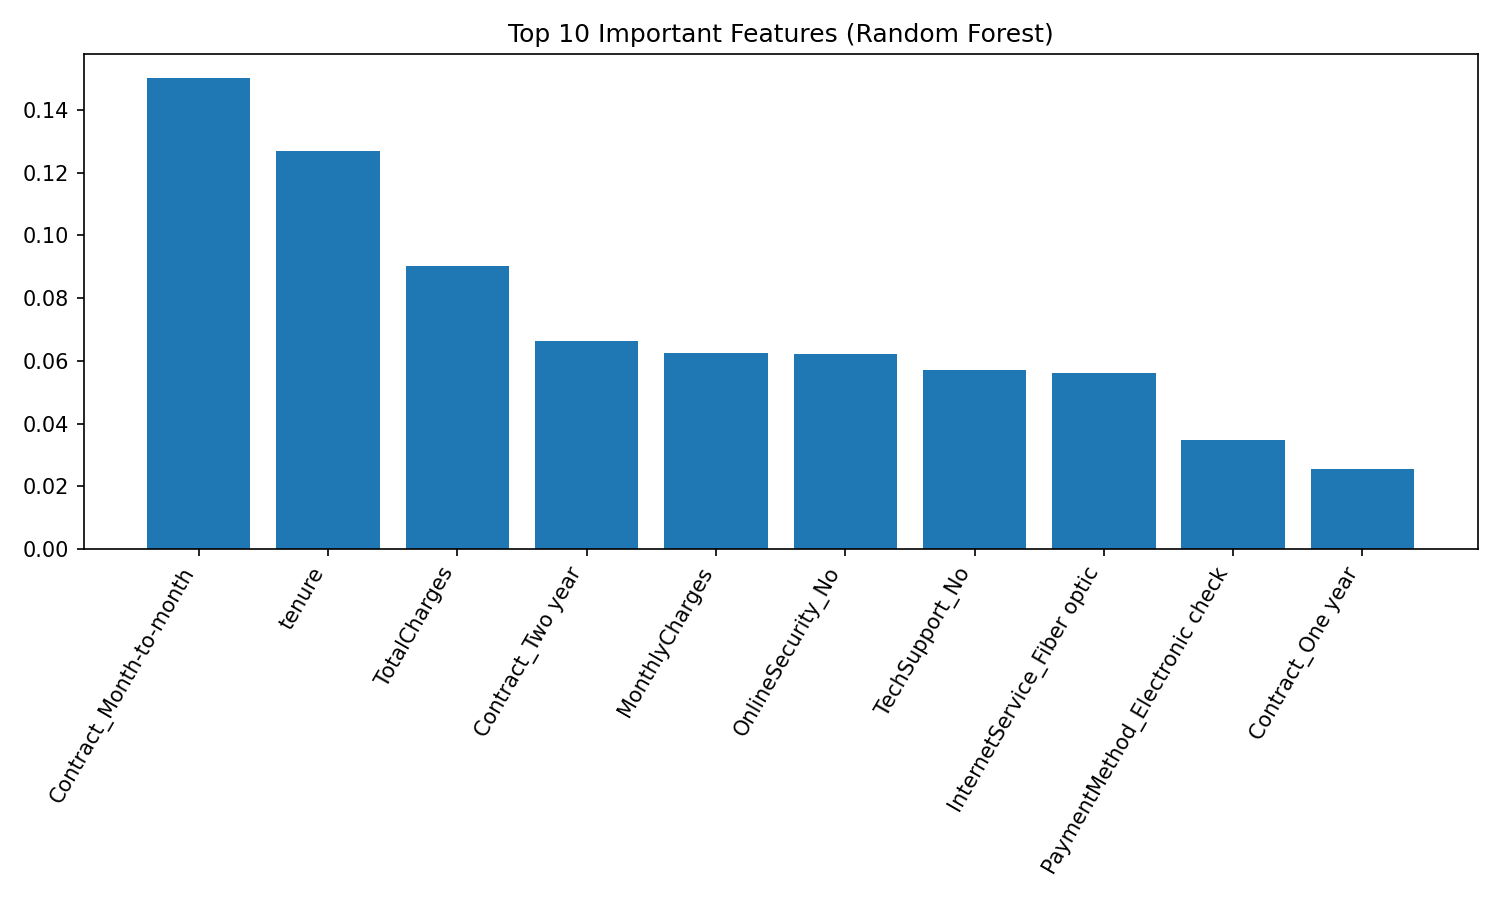 Top 10 Important Features (Random Forest)
0.14
0.12
0.10
0.08
0.06
0.04
0.02
0.00
Contract_Month-to-month
tenure
TotalCharges
Contract_Two year
MonthlyCharges
OnlineSecurity_No
TechSupport_No
InternetService_Fiber optic
PaymentMethod_Electronic check
Contract_One year